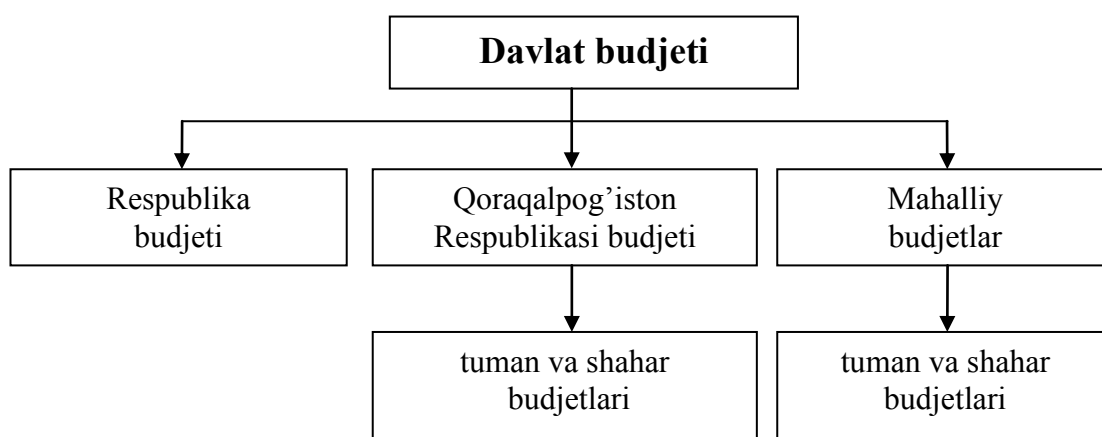 Davlat budjeti
Respublika
budjeti
Qoraqalpog’iston
Respublikasi budjeti
Mahalliy
budjetlar
tuman va shahar
budjetlari
tuman va shahar
budjetlari